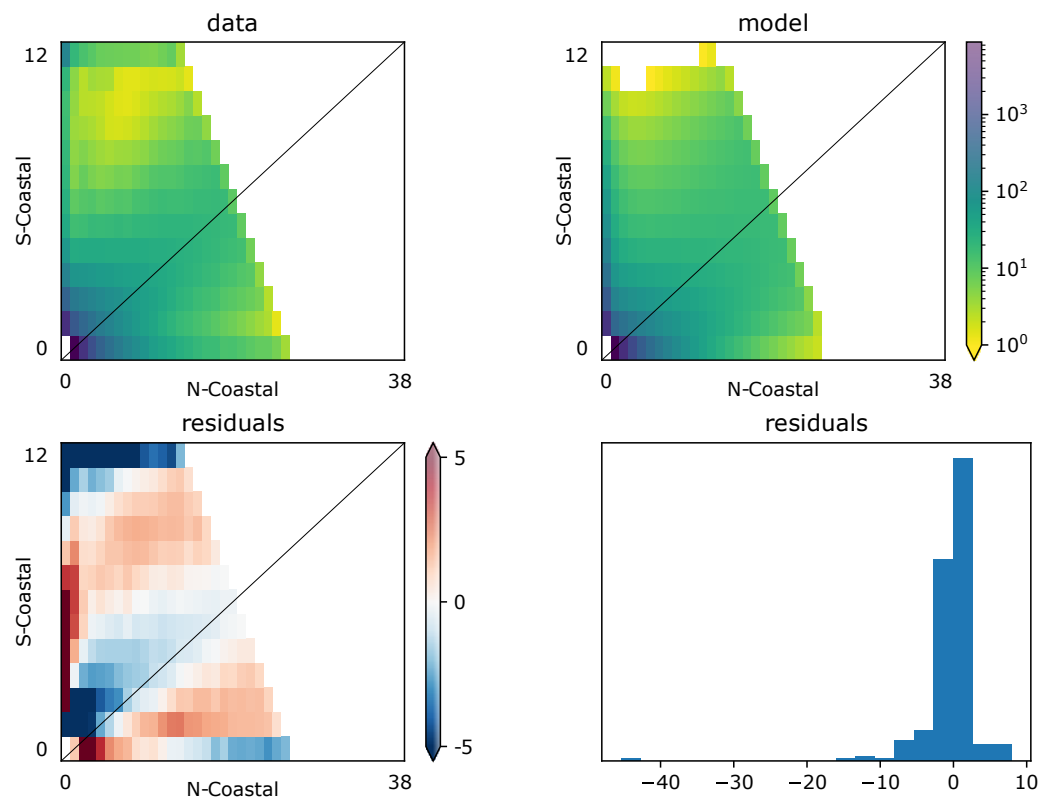 data
12
0
S-Coastal
0
38
N-Coastal
model
12
0
S-Coastal
0
38
N-Coastal
10³
10²
10¹
10⁰
residuals
12
0
S-Coastal
0
38
N-Coastal
5
0
-5
residuals
−40
−30
−20
−10
0
10